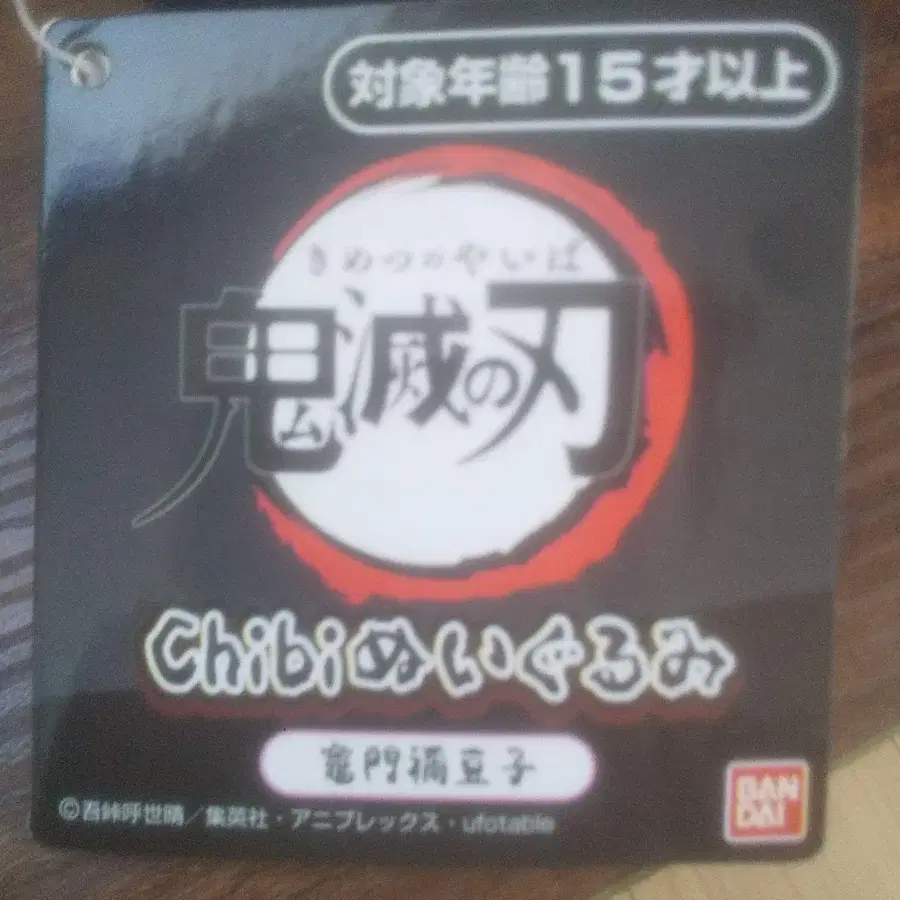 対象年齢15才以上
きめつのやいば
鬼滅の刃
Chibiぬいぐるみ
竈門禰豆子
©吾峠呼世晴／集英社・アニプレックス・ufotable
BAN
DAI